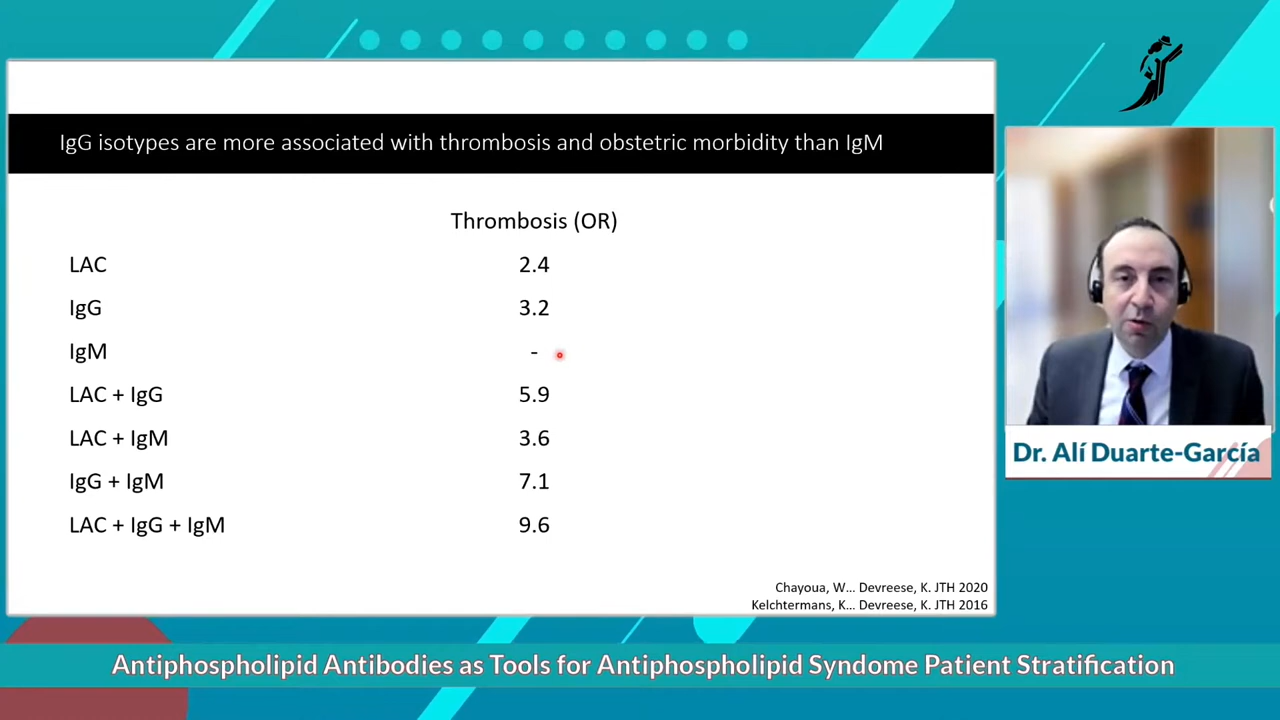 IgG isotypes are more associated with thrombosis and obstetric morbidity than IgM
Thrombosis (OR)
LAC 2.4
IgG 3.2
IgM -
LAC + IgG 5.9
LAC + IgM 3.6
IgG + IgM 7.1
LAC + IgG + IgM 9.6
Chayoua, W... Devreese, K. JTH 2020
Kelchtermans, K... Devreese, K. JTH 2016
Dr. Alí Duarte-García
Antiphospholipid Antibodies as Tools for Antiphospholipid Syndome Patient Stratification